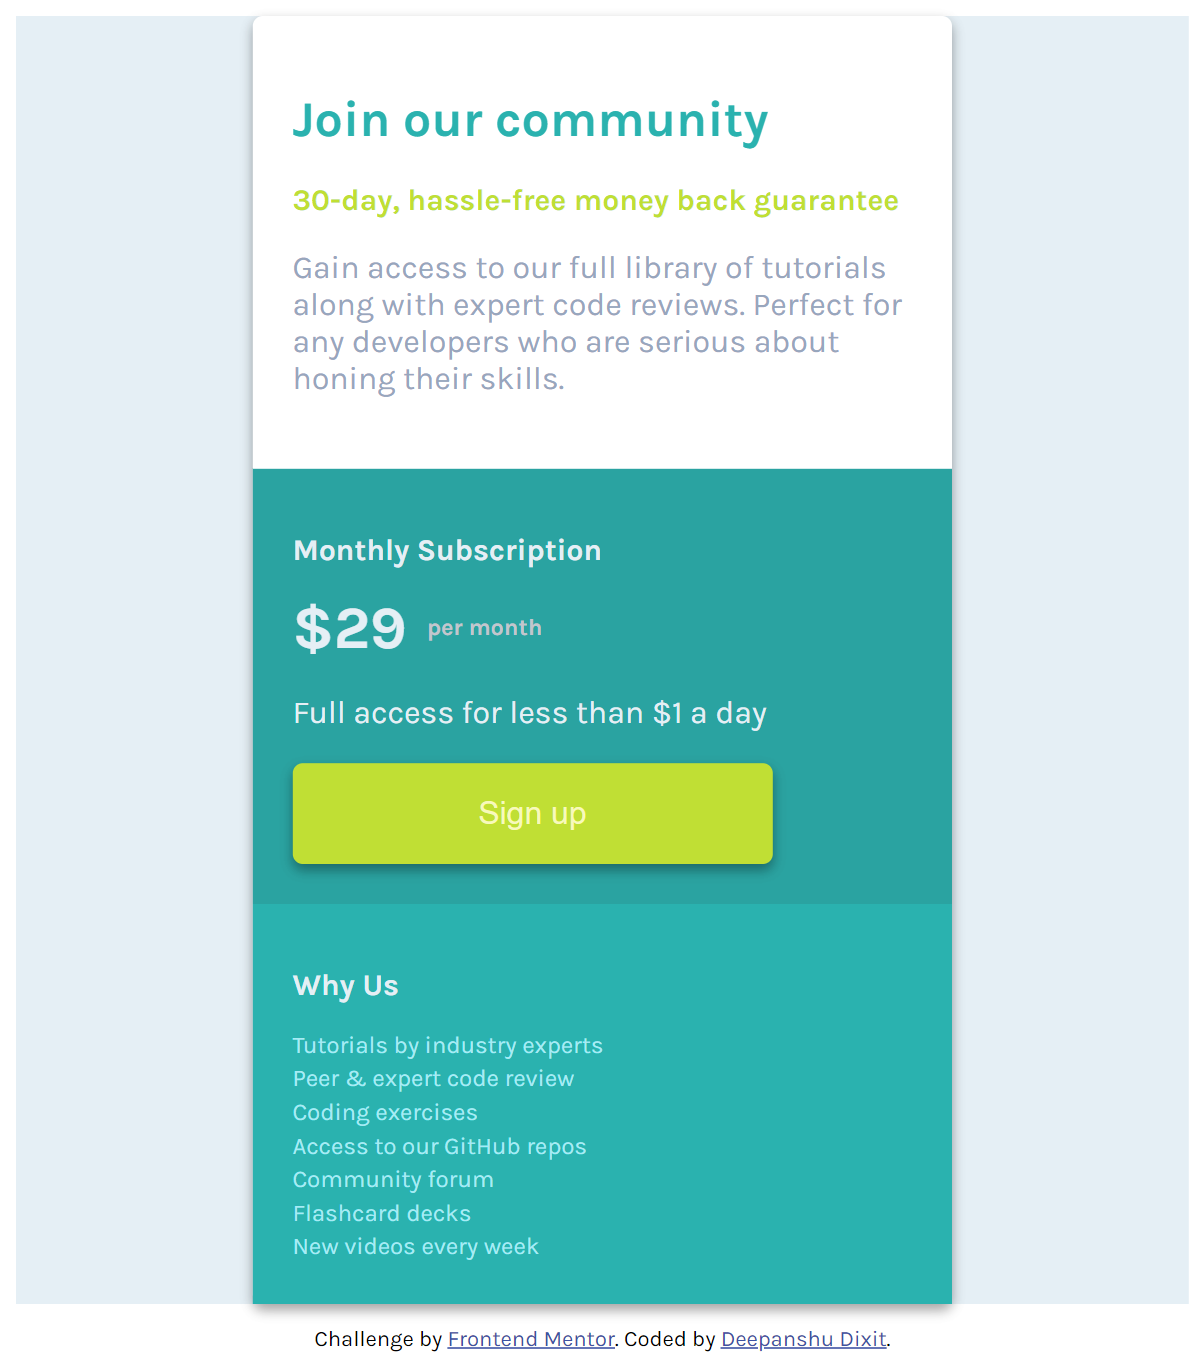 Join our community
30-day, hassle-free money back guarantee
Gain access to our full library of tutorials
along with expert code reviews. Perfect for
any developers who are serious about
honing their skills.
Monthly Subscription
$29 per month
Full access for less than $1 a day
Sign up
Why Us
Tutorials by industry experts
Peer & expert code review
Coding exercises
Access to our GitHub repos
Community forum
Flashcard decks
New videos every week
Challenge by Frontend Mentor. Coded by Deepanshu Dixit.